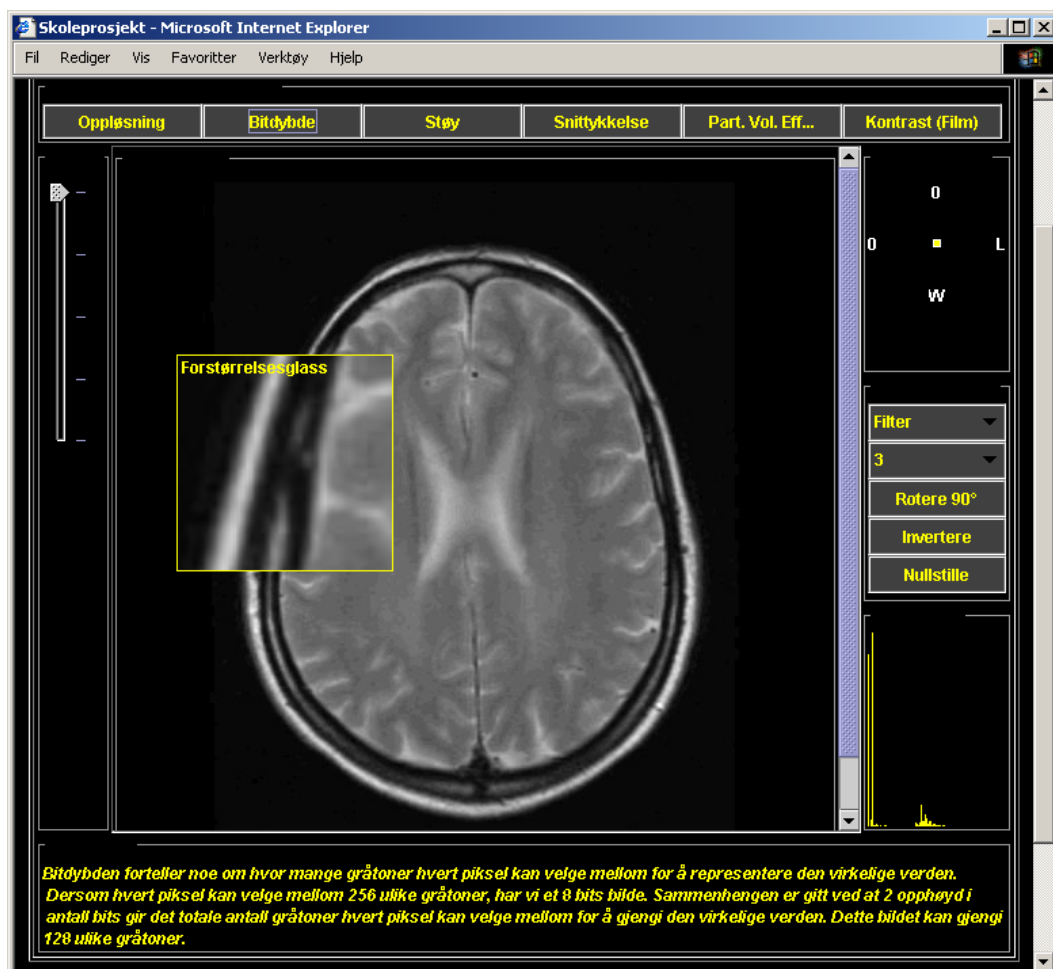 Skoleprosjekt - Microsoft Internet Explorer
Fil Rediger Vis Favoritter Verktøy Hjelp
Oppløsning Bitdybde Støy Snittykkelse Part. Vol. Eff... Kontrast (Film)
0
0 L
W
Forstørrelsesglass
Filter
3
Rotere 90°
Invertere
Nullstille
Bitdybden forteller noe om hvor mange gråtoner hvert piksel kan velge mellom for å representere den virkelige verden.
Dersom hvert piksel kan velge mellom 256 ulike gråtoner, har vi et 8 bits bilde. Sammenhengen er gitt ved at 2 opphøyd i
antall bits gir det totale antall gråtoner hvert piksel kan velge mellom for å gjengi den virkelige verden. Dette bildet kan gjengi
128 ulike gråtoner.